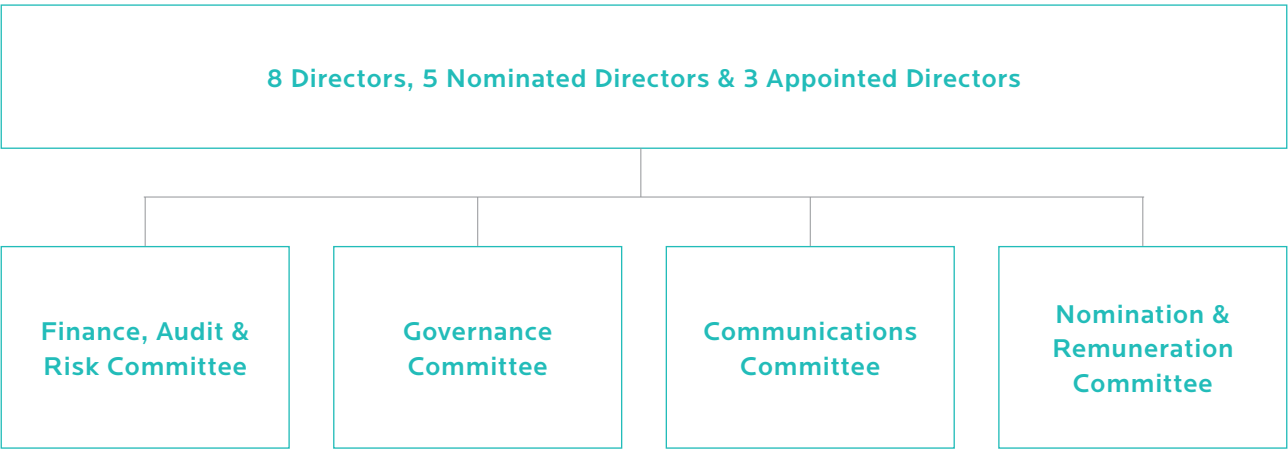 8 Directors, 5 Nominated Directors & 3 Appointed Directors
Finance, Audit &
Risk Committee
Governance
Committee
Communications
Committee
Nomination &
Remuneration
Committee